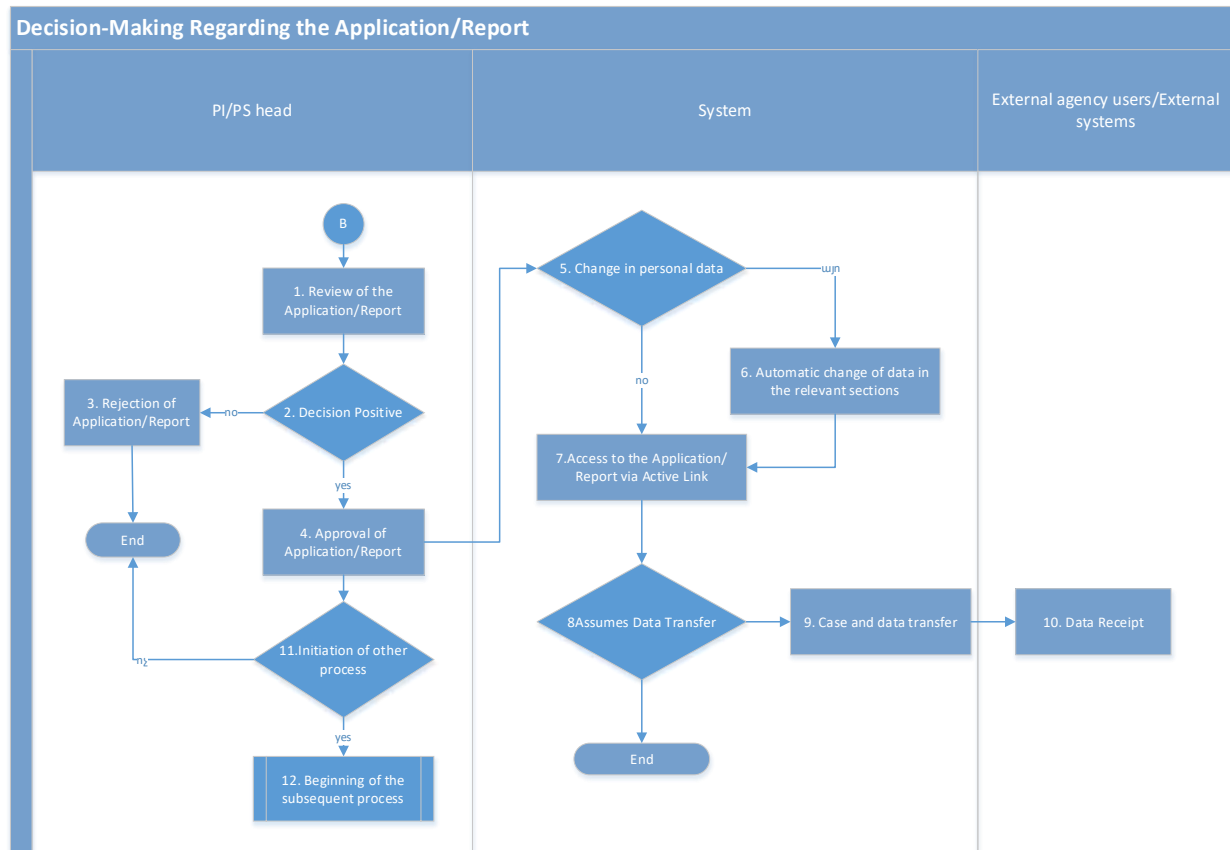 Decision-Making Regarding the Application/Report
PI/PS head
System
External agency users/External
systems
B
1. Review of the
Application/Report
2. Decision Positive
no
3. Rejection of
Application/Report
End
yes
4. Approval of
Application/Report
11.Initiation of other
process
ոչ
yes
12. Beginning of the
subsequent process
5. Change in personal data
այո
no
6. Automatic change of data in
the relevant sections
7.Access to the Application/
Report via Active Link
8Assumes Data Transfer
9. Case and data transfer
10. Data Receipt
End